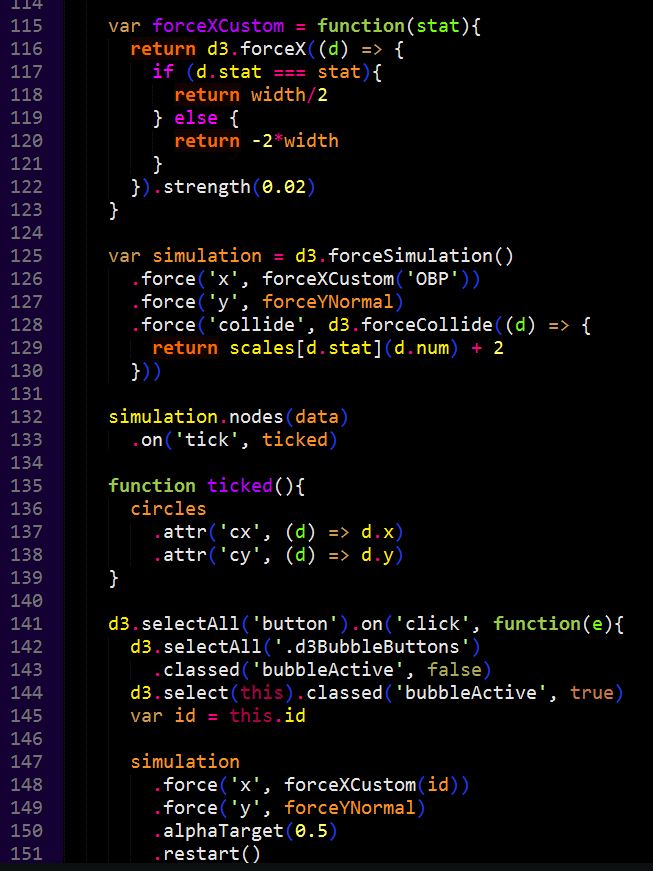 114
115 var forceXCustom = function(stat){
116 return d3.forceX((d) => {
117 if (d.stat === stat){
118 return width/2
119 } else {
120 return -2*width
121 }
122 }).strength(0.02)
123 }
124
125 var simulation = d3.forceSimulation()
126 .force('x', forceXCustom('OBP'))
127 .force('y', forceYNormal)
128 .force('collide', d3.forceCollide((d) => {
129 return scales[d.stat](d.num) + 2
130 }))
131
132 simulation.nodes(data)
133 .on('tick', ticked)
134
135 function ticked(){
136 circles
137 .attr('cx', (d) => d.x)
138 .attr('cy', (d) => d.y)
139 }
140
141 d3.selectAll('button').on('click', function(e){
142 d3.selectAll('.d3BubbleButtons')
143 .classed('bubbleActive', false)
144 d3.select(this).classed('bubbleActive', true)
145 var id = this.id
146
147 simulation
148 .force('x', forceXCustom(id))
149 .force('y', forceYNormal)
150 .alphaTarget(0.5)
151 .restart()